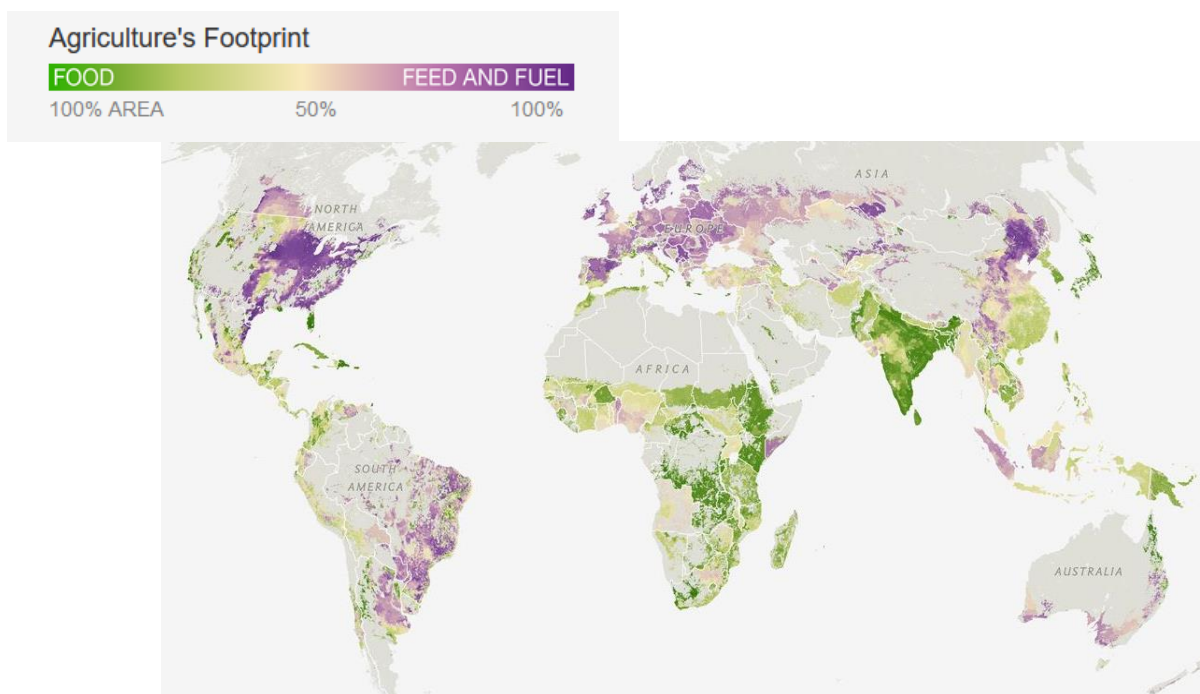 Agriculture's Footprint
FOOD FEED AND FUEL
100% AREA 50% 100%
ASIA
NORTH
AMERICA
EUROPE
AFRICA
SOUTH
AMERICA
AUSTRALIA